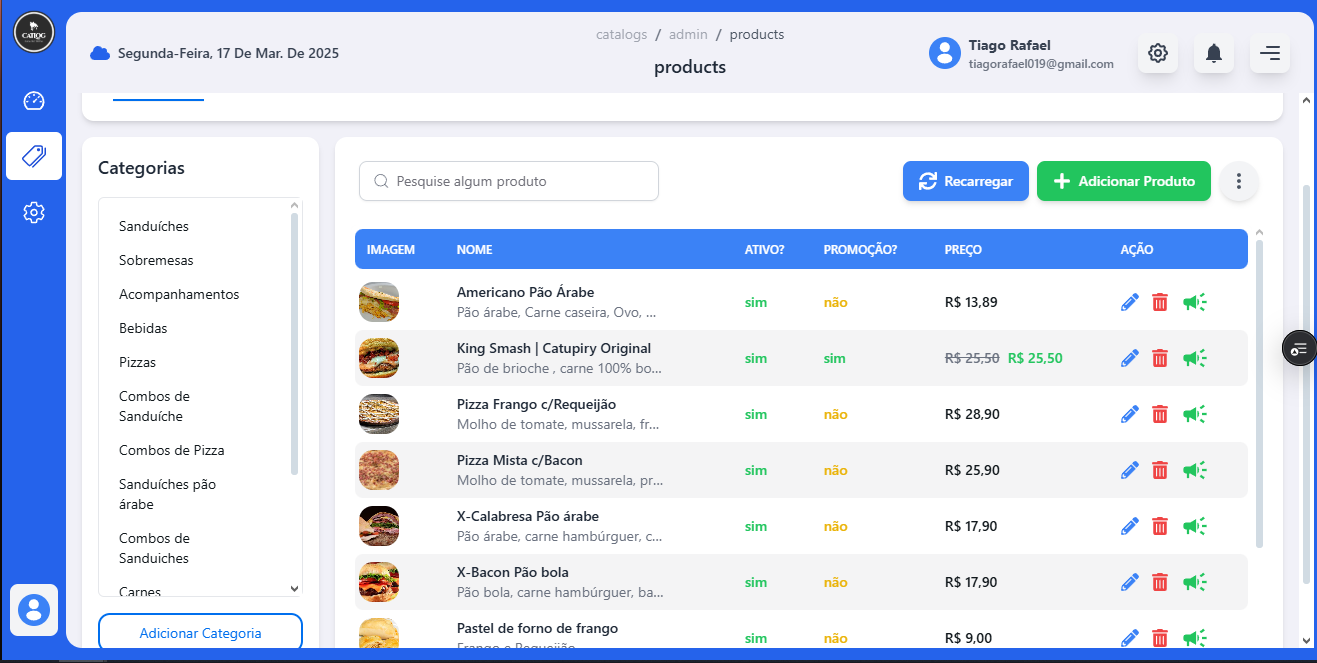 CATLOG
Segunda-Feira, 17 De Mar. De 2025
catalogs / admin / products
products
Tiago Rafael
tiagorafael019@gmail.com
Categorias
Sanduíches
Sobremesas
Acompanhamentos
Bebidas
Pizzas
Combos de
Sanduíche
Combos de Pizza
Sanduíches pão
árabe
Combos de
Sanduiches
Carnes
Adicionar Categoria
Pesquise algum produto
Recarregar
Adicionar Produto
IMAGEM NOME ATIVO? PROMOÇÃO? PREÇO AÇÃO
Americano Pão Árabe
Pão árabe, Carne caseira, Ovo, ...
sim não R$ 13,89
King Smash | Catupiry Original
Pão de brioche , carne 100% bo...
sim sim R$ 25,50 R$ 25,50
Pizza Frango c/Requeijão
Molho de tomate, mussarela, fr...
sim não R$ 28,90
Pizza Mista c/Bacon
Molho de tomate, mussarela, pr...
sim não R$ 25,90
X-Calabresa Pão árabe
Pão árabe, carne hambúrguer, c...
sim não R$ 17,90
X-Bacon Pão bola
Pão bola, carne hambúrguer, ba...
sim não R$ 17,90
Pastel de forno de frango
Frango e Requeijão
sim não R$ 9,00